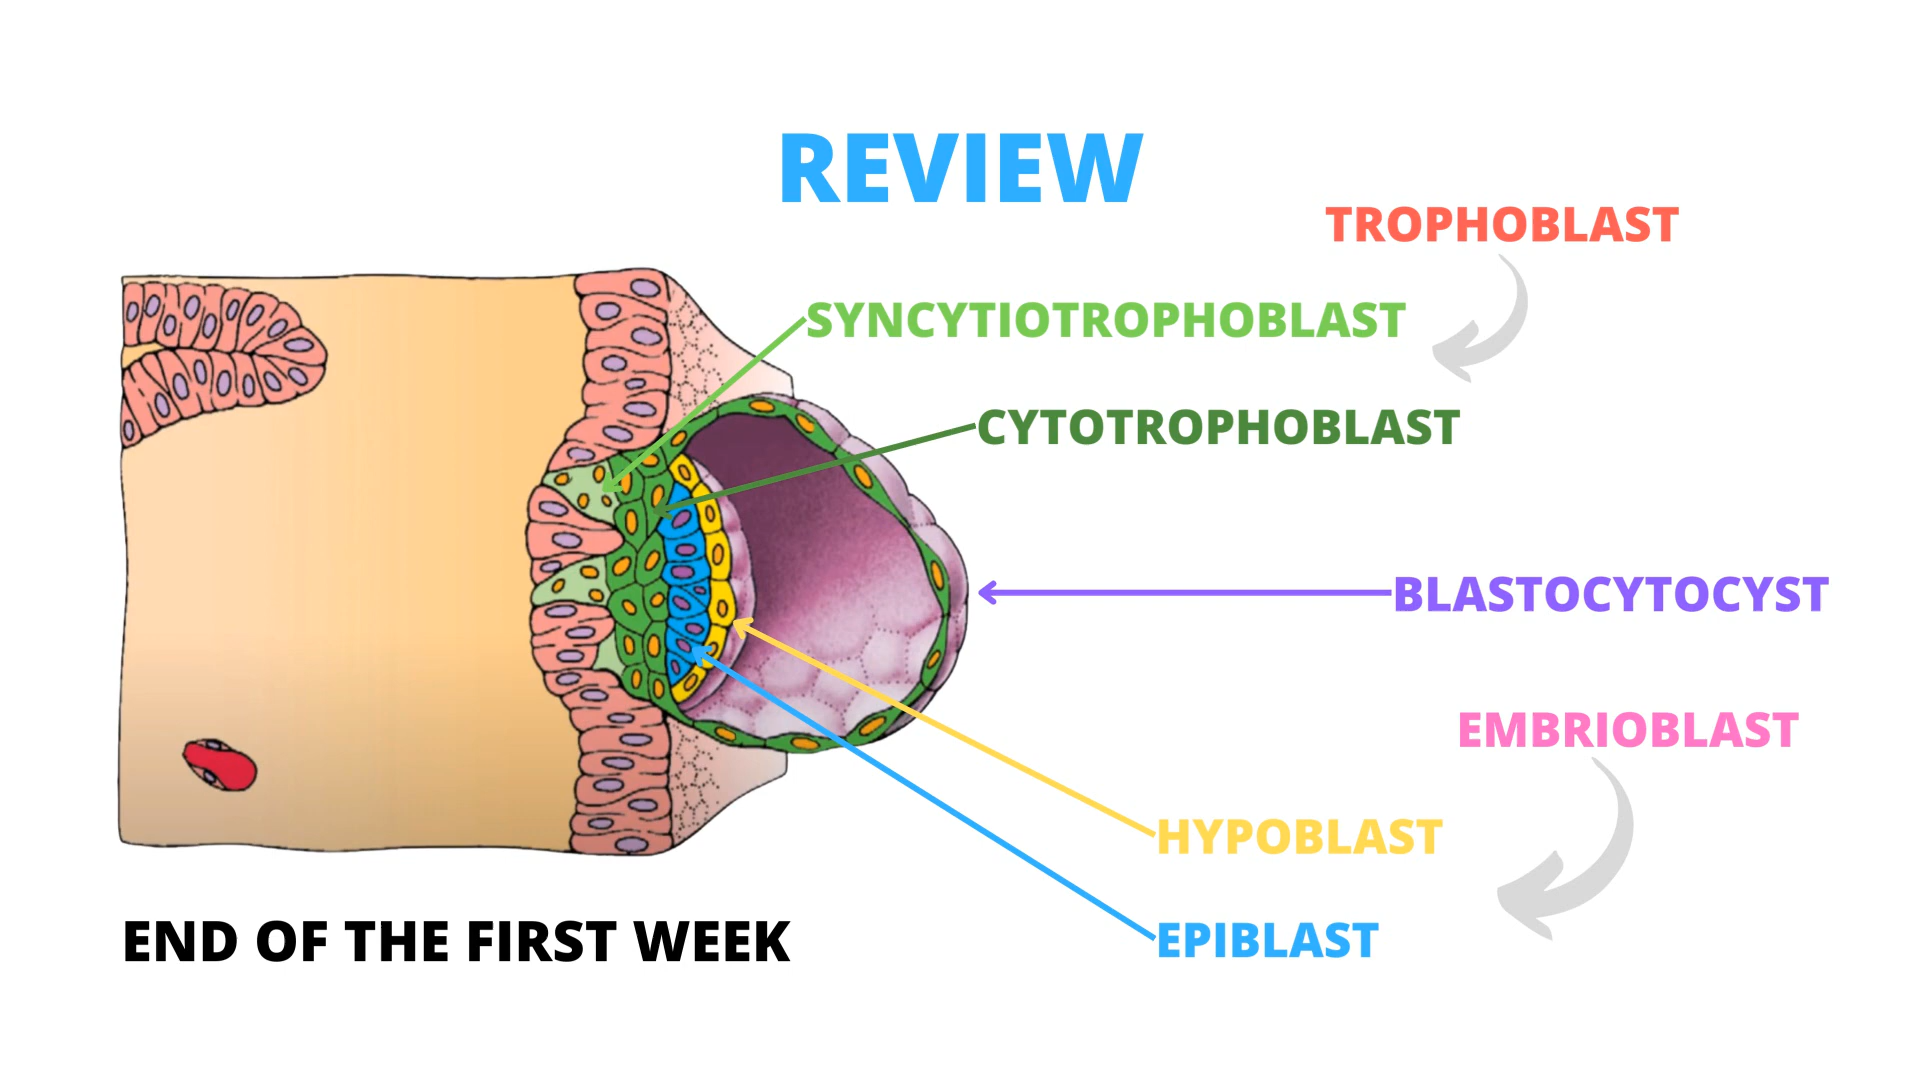 REVIEW
TROPHOBLAST
SYNCYTIOTROPHOBLAST
CYTOTROPHOBLAST
BLASTOCYTOCYST
EMBRIOBLAST
HYPOBLAST
EPIBLAST
END OF THE FIRST WEEK